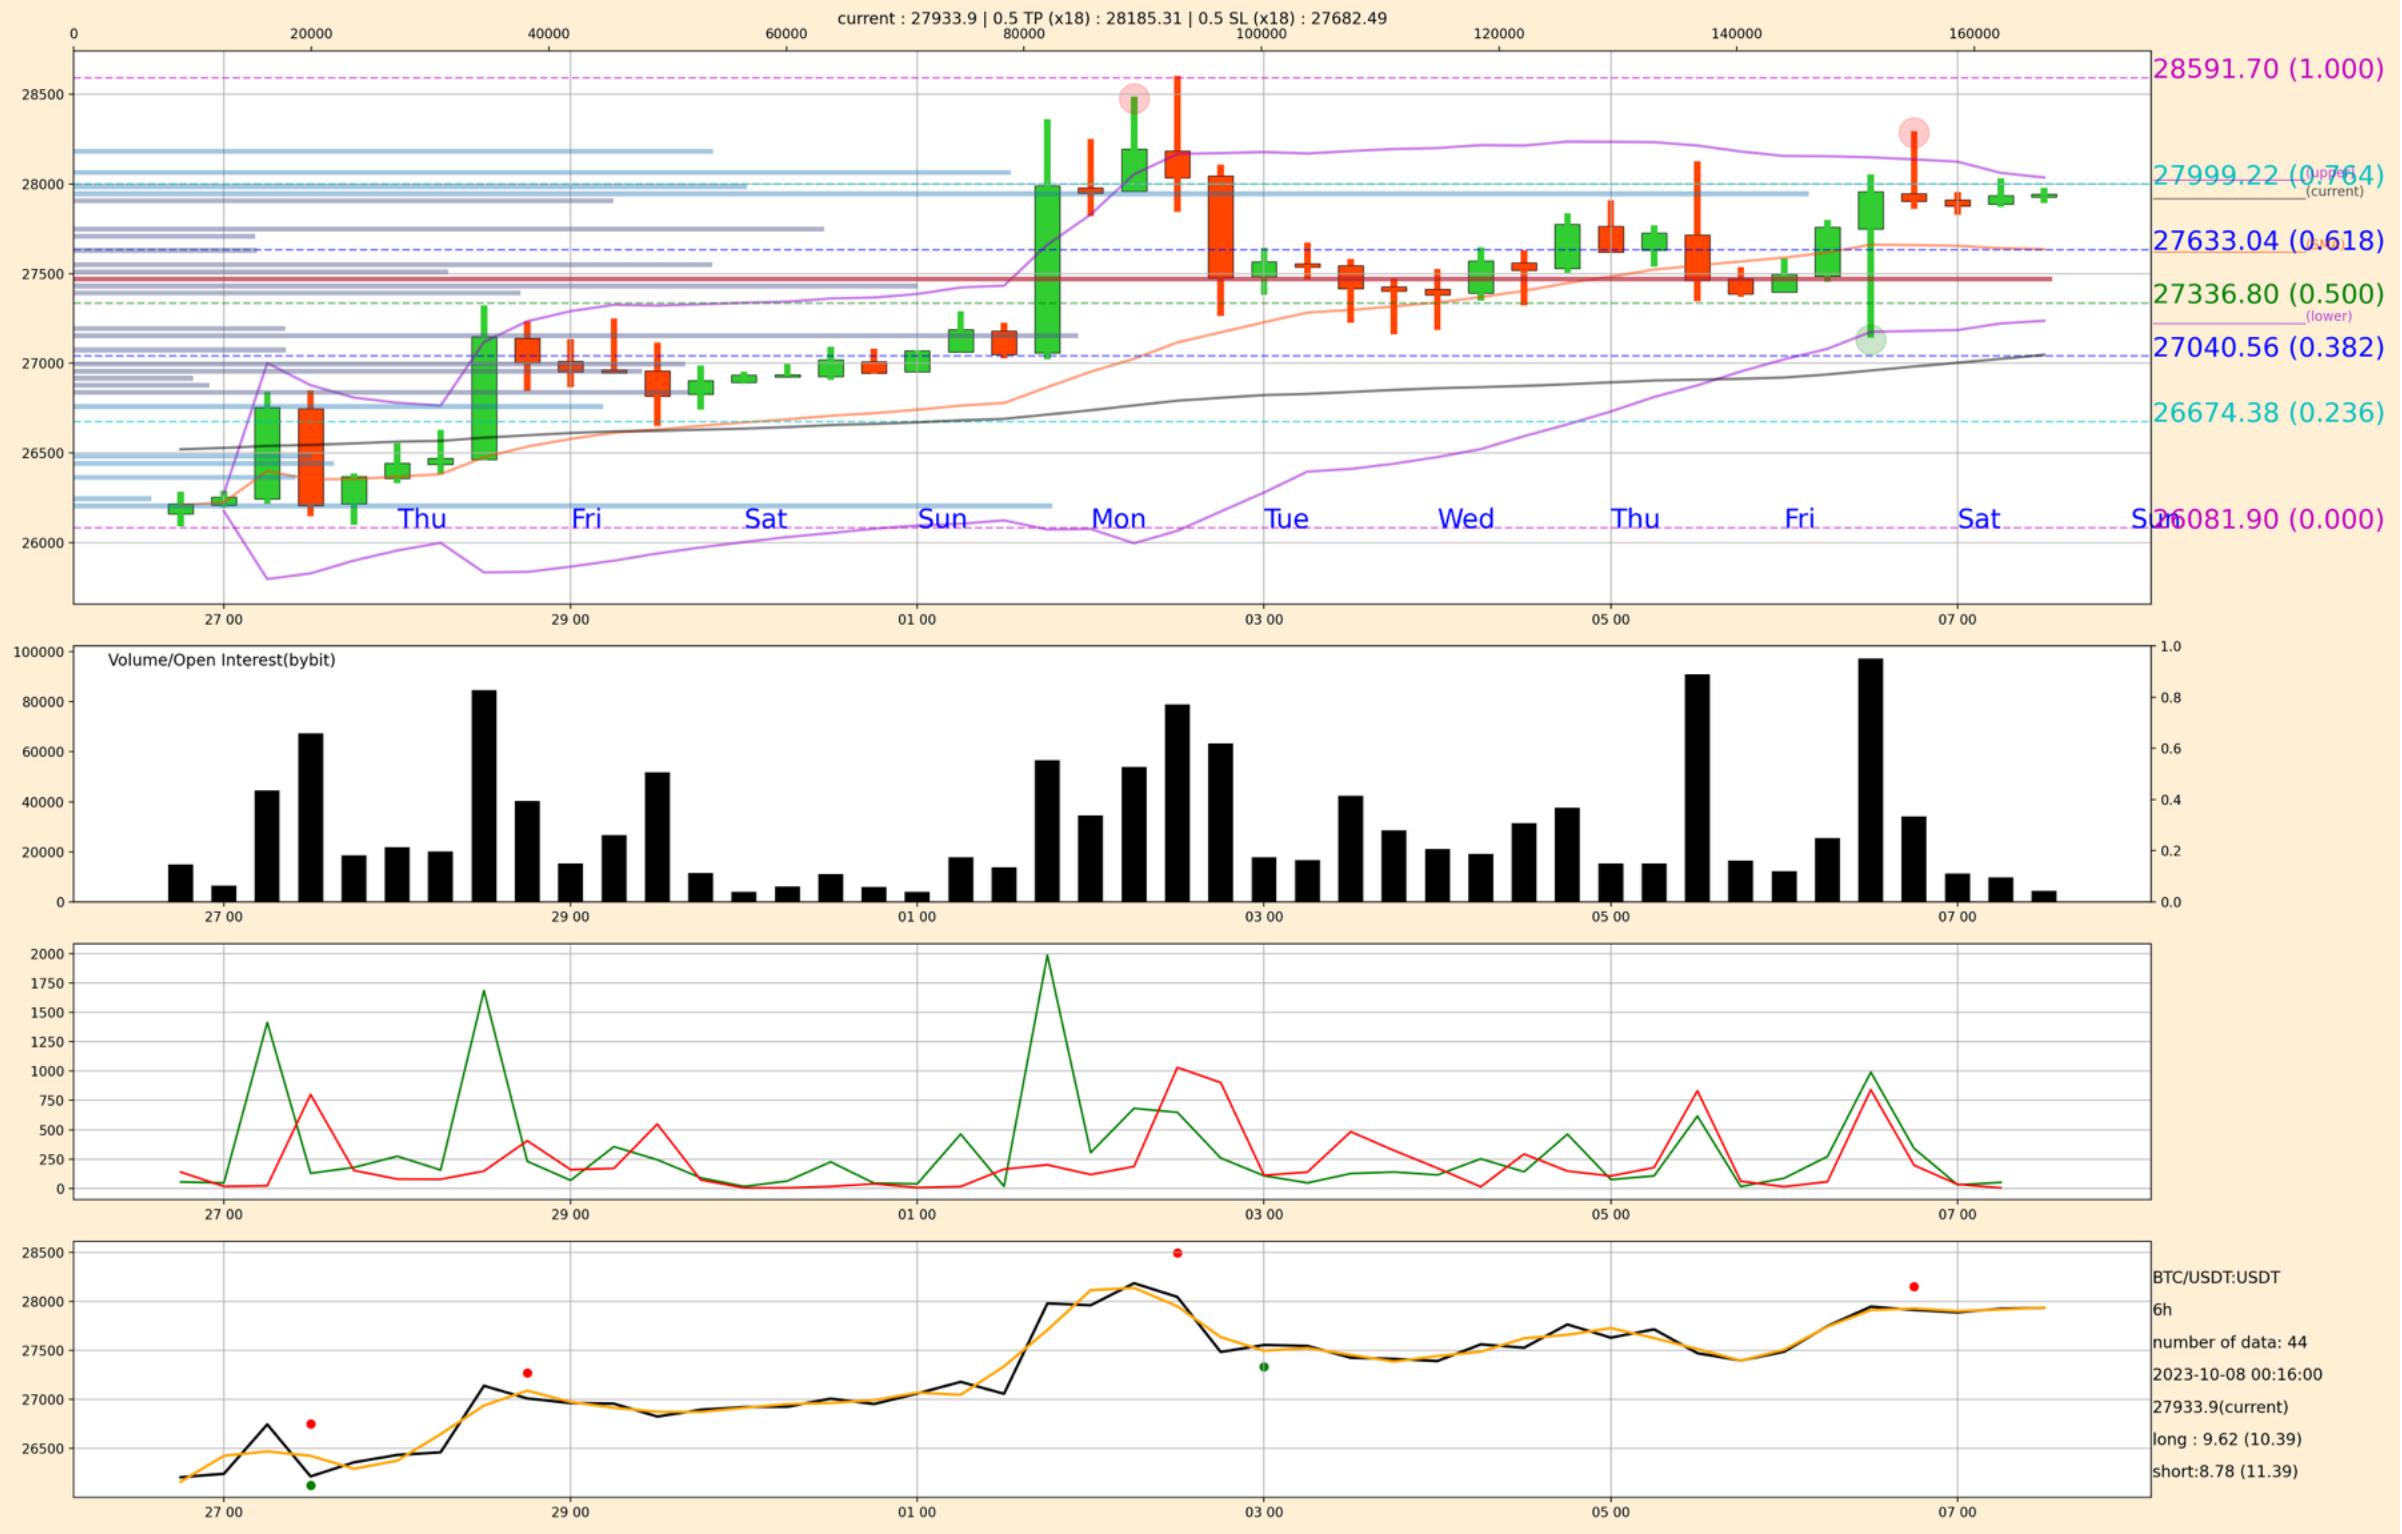 current : 27933.9 | 0.5 TP (x18) : 28185.31 | 0.5 SL (x18) : 27682.49
0 20000 40000 60000 80000 100000 120000 140000 160000
28591.70 (1.000)
28500
28000
27999.22 (0.764)
(upper)
(current)
27633.04 (0.618)
27500
27336.80 (0.500)
(lower)
27040.56 (0.382)
27000
26674.38 (0.236)
26500
Thu Fri Sat Sun Mon Tue Wed Thu Fri Sat Sun
26081.90 (0.000)
26000
27 00 29 00 01 00 03 00 05 00 07 00
Volume/Open Interest(bybit)
100000
80000
60000
40000
20000
0
1.0
0.8
0.6
0.4
0.2
0.0
27 00 29 00 01 00 03 00 05 00 07 00
2000
1750
1500
1250
1000
750
500
250
0
27 00 29 00 01 00 03 00 05 00 07 00
28500
28000
27500
27000
26500
BTC/USDT:USDT
6h
number of data: 44
2023-10-08 00:16:00
27933.9(current)
long : 9.62 (10.39)
short:8.78 (11.39)
27 00 29 00 01 00 03 00 05 00 07 00